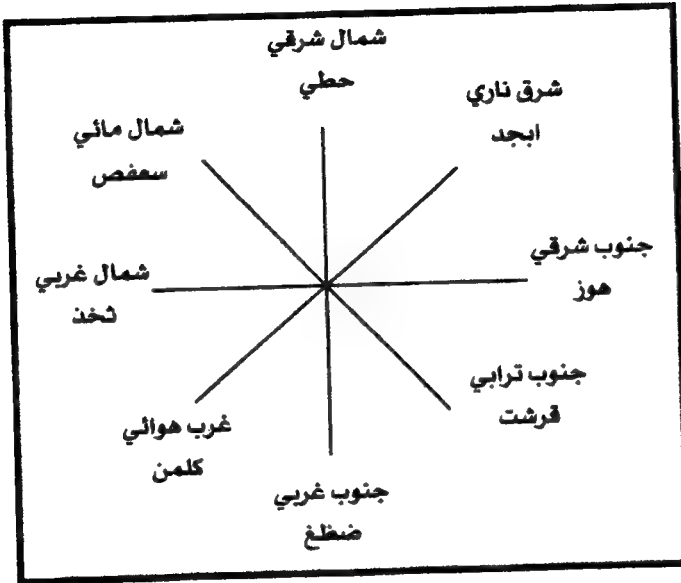 شمال شرقي
حطي
شرق ناري
ابجد
جنوب شرقي
هوز
جنوب ترابي
قرشت
جنوب غربي
ضظغ
غرب هوائي
كلمن
شمال غربي
ثخذ
شمال مائي
سعفص